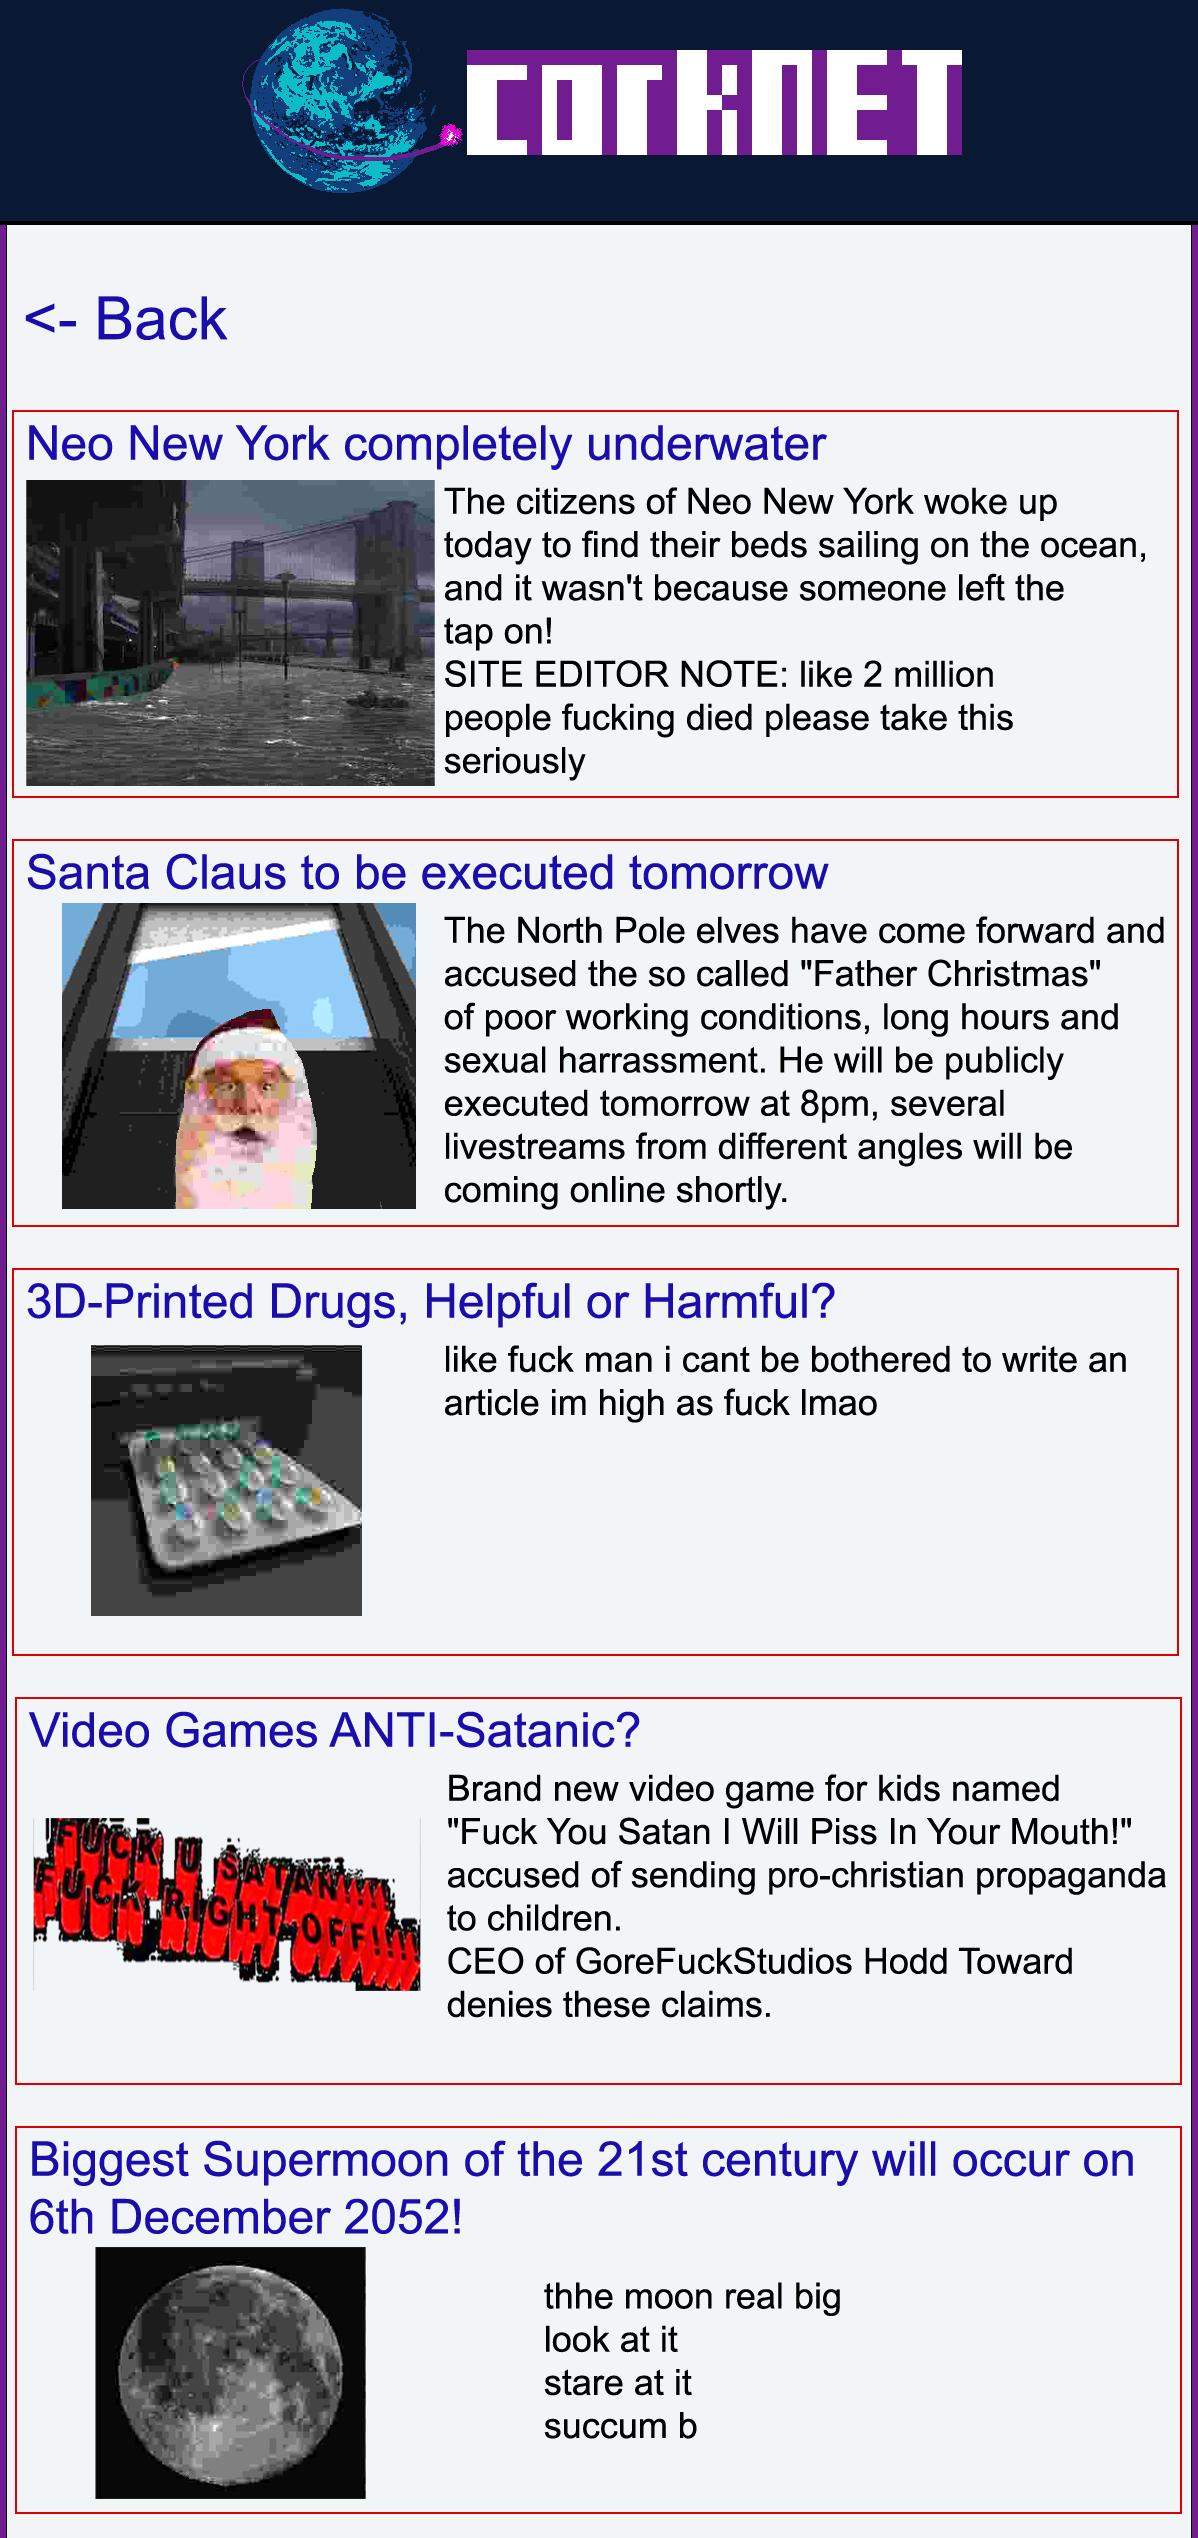 CorkNET
<- Back
Neo New York completely underwater
The citizens of Neo New York woke up
today to find their beds sailing on the ocean,
and it wasn't because someone left the
tap on!
SITE EDITOR NOTE: like 2 million
people fucking died please take this
seriously
Santa Claus to be executed tomorrow
The North Pole elves have come forward and
accused the so called "Father Christmas"
of poor working conditions, long hours and
sexual harrassment. He will be publicly
executed tomorrow at 8pm, several
livestreams from different angles will be
coming online shortly.
3D-Printed Drugs, Helpful or Harmful?
like fuck man i cant be bothered to write an
article im high as fuck lmao
Video Games ANTI-Satanic?
FUCK U SATAN!!!!
FUCK RIGHT OFF!!!!
Brand new video game for kids named
"Fuck You Satan I Will Piss In Your Mouth!"
accused of sending pro-christian propaganda
to children.
CEO of GoreFuckStudios Hodd Toward
denies these claims.
Biggest Supermoon of the 21st century will occur on
6th December 2052!
thhe moon real big
look at it
stare at it
succum b